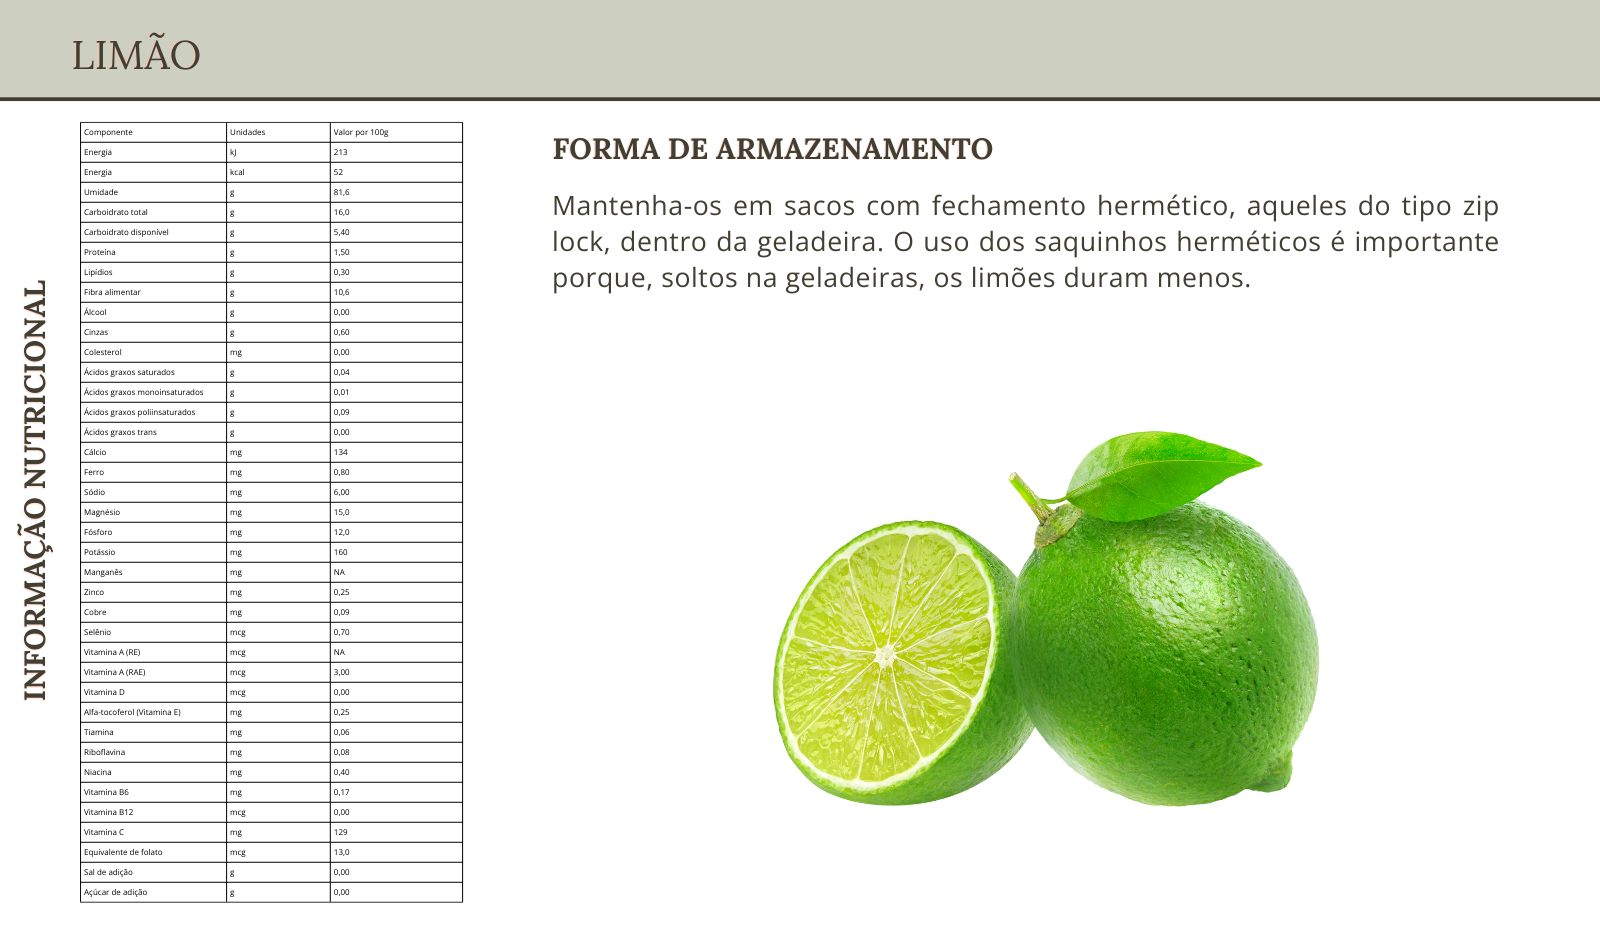 LIMÃO
INFORMAÇÃO NUTRICIONAL
Componente Unidades Valor por 100g
Energia kJ 213
Energia kcal 52
Umidade g 81,6
Carboidrato total g 16,0
Carboidrato disponível g 5,40
Proteína g 1,50
Lipídios g 0,30
Fibra alimentar g 10,6
Álcool g 0,00
Cinzas g 0,60
Colesterol mg 0,00
Ácidos graxos saturados g 0,04
Ácidos graxos monoinsaturados g 0,01
Ácidos graxos poliinsaturados g 0,09
Ácidos graxos trans g 0,00
Cálcio mg 134
Ferro mg 0,80
Sódio mg 6,00
Magnésio mg 15,0
Fósforo mg 12,0
Potássio mg 160
Manganês mg NA
Zinco mg 0,25
Cobre mg 0,09
Selênio mcg 0,70
Vitamina A (RE) mcg NA
Vitamina A (RAE) mcg 3,00
Vitamina D mcg 0,00
Alfa-tocoferol (Vitamina E) mg 0,25
Tiamina mg 0,06
Riboflavina mg 0,08
Niacina mg 0,40
Vitamina B6 mg 0,17
Vitamina B12 mcg 0,00
Vitamina C mg 129
Equivalente de folato mcg 13,0
Sal de adição g 0,00
Açúcar de adição g 0,00
FORMA DE ARMAZENAMENTO
Mantenha-os em sacos com fechamento hermético, aqueles do tipo zip
lock, dentro da geladeira. O uso dos saquinhos herméticos é importante
porque, soltos na geladeiras, os limões duram menos.